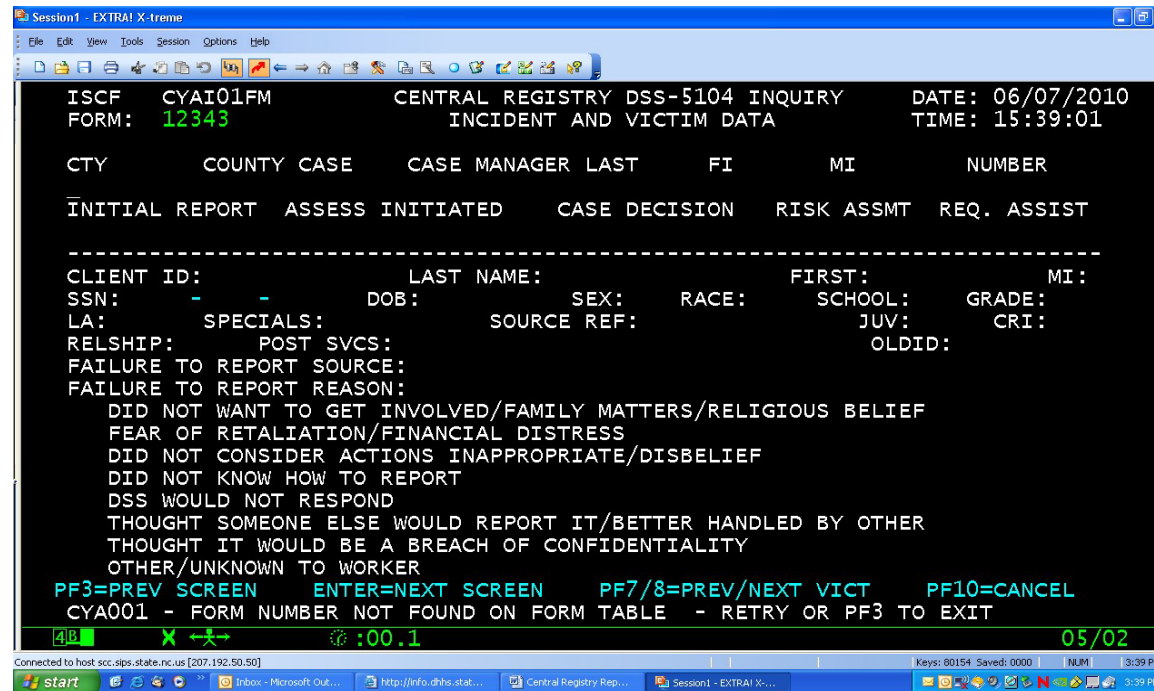 Session1 - EXTRA! X-treme
File Edit View Tools Session Options Help
ISCF CYAI01FM CENTRAL REGISTRY DSS-5104 INQUIRY DATE: 06/07/2010
FORM: 12343 INCIDENT AND VICTIM DATA TIME: 15:39:01
CTY COUNTY CASE CASE MANAGER LAST FI MI NUMBER
INITIAL REPORT ASSESS INITIATED CASE DECISION RISK ASSMT REQ. ASSIST
--------------------------------------------------------------------------------
CLIENT ID: LAST NAME: FIRST: MI:
SSN: - - DOB: SEX: RACE: SCHOOL: GRADE:
LA: SPECIALS: SOURCE REF: JUV: CRI:
RELSHIP: POST SVCS: OLDID:
FAILURE TO REPORT SOURCE:
FAILURE TO REPORT REASON:
DID NOT WANT TO GET INVOLVED/FAMILY MATTERS/RELIGIOUS BELIEF
FEAR OF RETALIATION/FINANCIAL DISTRESS
DID NOT CONSIDER ACTIONS INAPPROPRIATE/DISBELIEF
DID NOT KNOW HOW TO REPORT
DSS WOULD NOT RESPOND
THOUGHT SOMEONE ELSE WOULD REPORT IT/BETTER HANDLED BY OTHER
THOUGHT IT WOULD BE A BREACH OF CONFIDENTIALITY
OTHER/UNKNOWN TO WORKER
PF3=PREV SCREEN ENTER=NEXT SCREEN PF7/8=PREV/NEXT VICT PF10=CANCEL
CYA001 - FORM NUMBER NOT FOUND ON FORM TABLE - RETRY OR PF3 TO EXIT
4B X :00.1 05/02
Connected to host scc.sips.state.nc.us [207.192.50.50] Keys: 80154 Saved: 0000 NUM 3:39 P
start Inbox - Microsoft Out... http://info.dhhs.stat... Central Registry Rep... Session1 - EXTRA! X-... 3:39 P